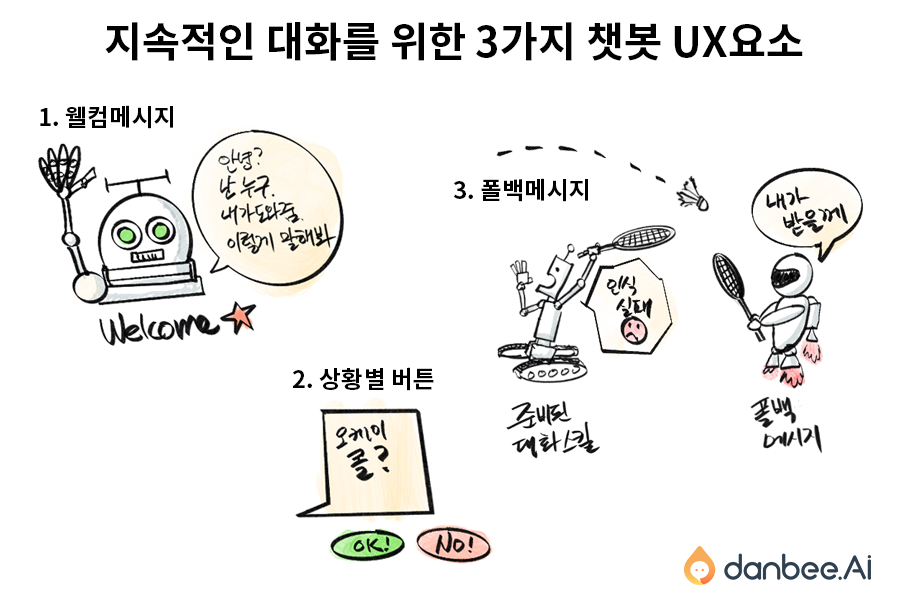 지속적인 대화를 위한 3가지 챗봇 UX요소
1. 웰컴메시지
안녕?
난 누구.
내가도와줌.
이렇게 말해봐
Welcome
2. 상황별 버튼
오케이
콜?
OK!
NO!
3. 폴백메시지
인식
실패
내가
받을께
준비된
대화스킬
폴백
메시지
danbee.Ai